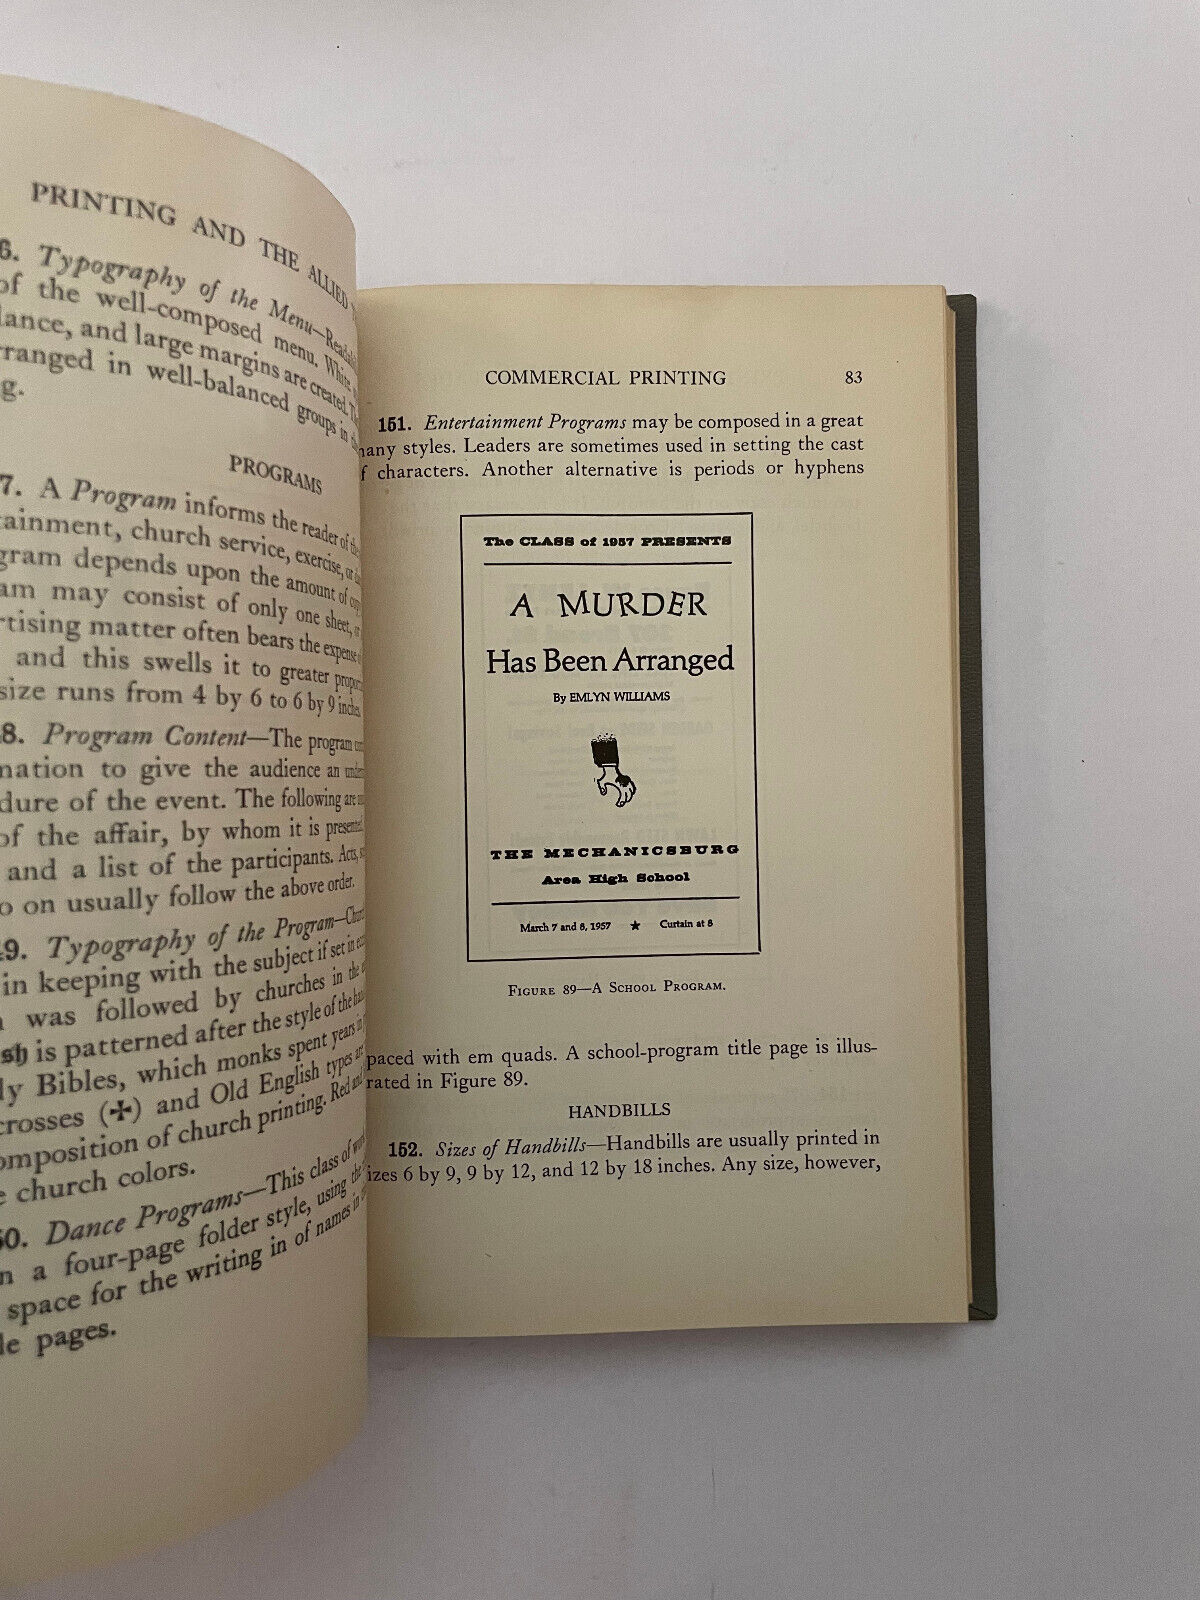 PRINTING AND THE ALLIED
6. Typography of the Menu—
of the well-composed menu. White
lance, and large margins are created.
rranged in well-balanced groups in
g.
PROGRAMS
7. A Program informs the reader of the
tainment, church service, exercise, or
gram depends upon the amount of copy
am may consist of only one sheet,
rtising matter often bears the expense
and this swells it to greater
size runs from 4 by 6 to 6 by 9 inches.
8. Program Content—The program
mation to give the audience an
dure of the event. The following are
of the affair, by whom it is presented
and a list of the participants. Acts,
o on usually follow the above order.
49. Typography of the Program—Church
in keeping with the subject if set in
was followed by churches in the
sh is patterned after the style of the
ly Bibles, which monks spent years in
crosses (✠) and Old English types
omposition of church printing. Red and
e church colors.
50. Dance Programs—This class of
n a four-page folder style, using the
space for the writing in of names in
le pages.
COMMERCIAL PRINTING 83
151. Entertainment Programs may be composed in a great
many styles. Leaders are sometimes used in setting the cast
f characters. Another alternative is periods or hyphens
The CLASS of 1957 PRESENTS
A MURDER
Has Been Arranged
By EMLYN WILLIAMS
THE MECHANICSBURG
Area High School
March 7 and 8, 1957 ★ Curtain at 8
FIGURE 89—A SCHOOL PROGRAM.
paced with em quads. A school-program title page is illus-
rated in Figure 89.
HANDBILLS
152. Sizes of Handbills—Handbills are usually printed in
izes 6 by 9, 9 by 12, and 12 by 18 inches. Any size, however,